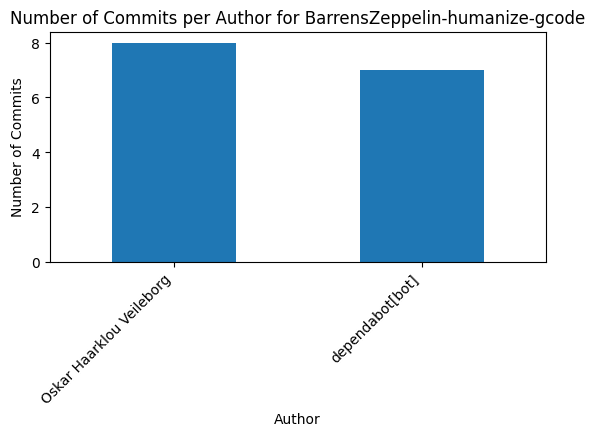 Number of Commits per Author for BarrensZeppelin-humanize-gcode
Number of Commits
8
6
4
2
0
Oskar Haarklou Veileborg
dependabot[bot]
Author